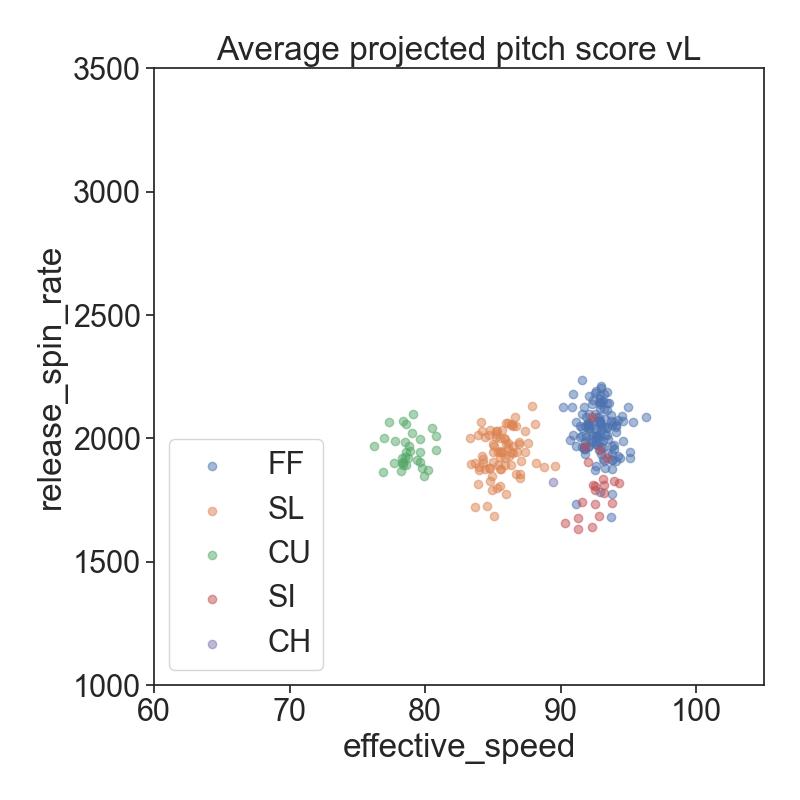 Average projected pitch score vL
3500
3000
2500
2000
1500
1000
release_spin_rate
FF
SL
CU
SI
CH
60 70 80 90 100
effective_speed